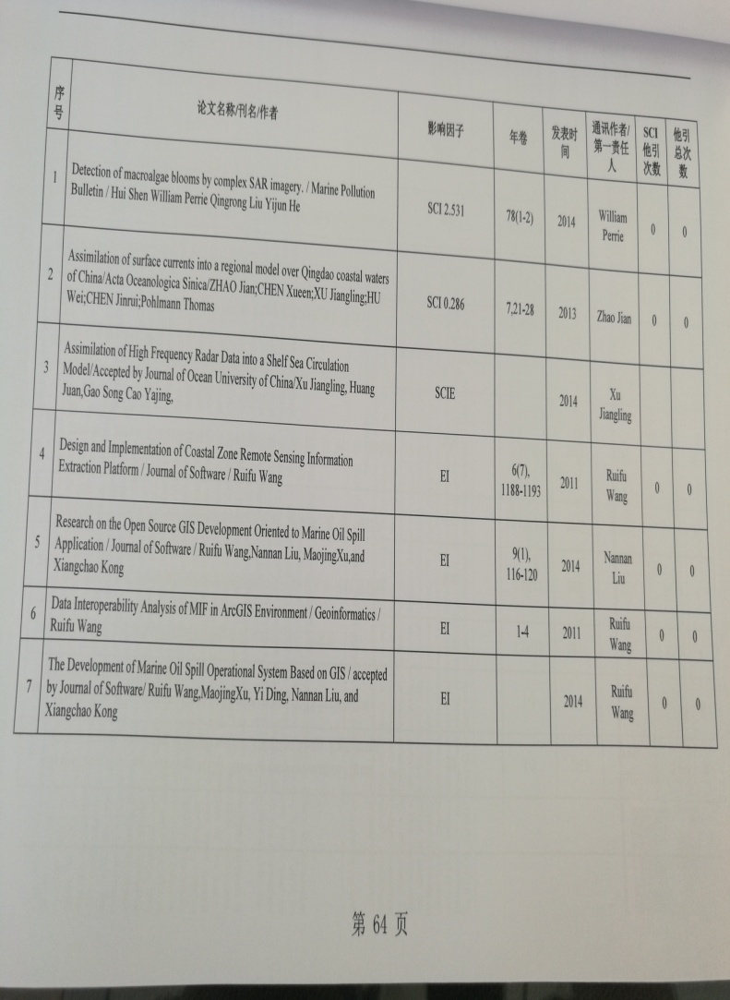 序号 论文名称/刊名/作者 影响因子 年卷 发表时间 通讯作者/第一责任人 SCI他引次数 他引总次数
1
Detection of macroalgae blooms by complex SAR imagery. / Marine Pollution
Bulletin / Hui Shen William Perrie Qingrong Liu Yijun He
SCI 2.531
78(1-2)
2014
William
Perrie
0
0
2
Assimilation of surface currents into a regional model over Qingdao coastal waters
of China/Acta Oceanologica Sinica/ZHAO Jian;CHEN Xueen;XU Jiangling;HU
Wei;CHEN Jinrui;Pohlmann Thomas
SCI 0.286
7,21-28
2013
Zhao Jian
0
0
3
Assimilation of High Frequency Radar Data into a Shelf Sea Circulation
Model/Accepted by Journal of Ocean University of China/Xu Jiangling, Huang
Juan,Gao Song Cao Yajing,
SCIE
2014
Xu
Jiangling
4
Design and Implementation of Coastal Zone Remote Sensing Information
Extraction Platform / Journal of Software / Ruifu Wang
EI
6(7),
1188-1193
2011
Ruifu
Wang
0
0
5
Research on the Open Source GIS Development Oriented to Marine Oil Spill
Application / Journal of Software / Ruifu Wang,Nannan Liu, MaojingXu,and
Xiangchao Kong
EI
9(1),
116-120
2014
Nannan
Liu
0
0
6
Data Interoperability Analysis of MIF in ArcGIS Environment / Geoinformatics /
Ruifu Wang
EI
1-4
2011
Ruifu
Wang
0
0
7
The Development of Marine Oil Spill Operational System Based on GIS / accepted
by Journal of Software/ Ruifu Wang,MaojingXu, Yi Ding, Nannan Liu, and
Xiangchao Kong
EI
2014
Ruifu
Wang
0
0
第 64 页